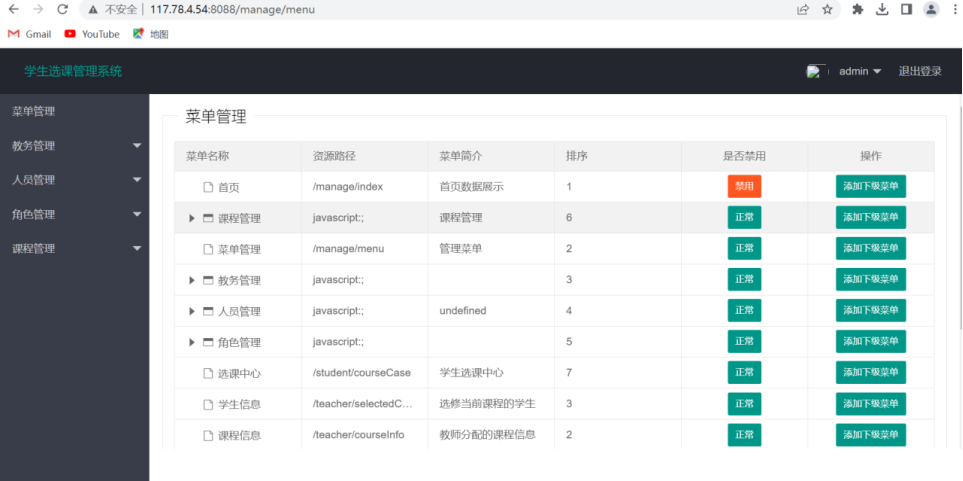 不安全 | 117.78.4.54:8088/manage/menu
Gmail YouTube 地图
学生选课管理系统 admin 退出登录
菜单管理
教务管理
人员管理
角色管理
课程管理
菜单管理
菜单名称 资源路径 菜单简介 排序 是否禁用 操作
首页 /manage/index 首页数据展示 1 禁用 添加下级菜单
课程管理 javascript:; 课程管理 6 正常 添加下级菜单
菜单管理 /manage/menu 管理菜单 2 正常 添加下级菜单
教务管理 javascript:; 3 正常 添加下级菜单
人员管理 javascript:; undefined 4 正常 添加下级菜单
角色管理 javascript:; 5 正常 添加下级菜单
选课中心 /student/courseCase 学生选课中心 7 正常 添加下级菜单
学生信息 /teacher/selectedC... 选修当前课程的学生 3 正常 添加下级菜单
课程信息 /teacher/courseInfo 教师分配的课程信息 2 正常 添加下级菜单